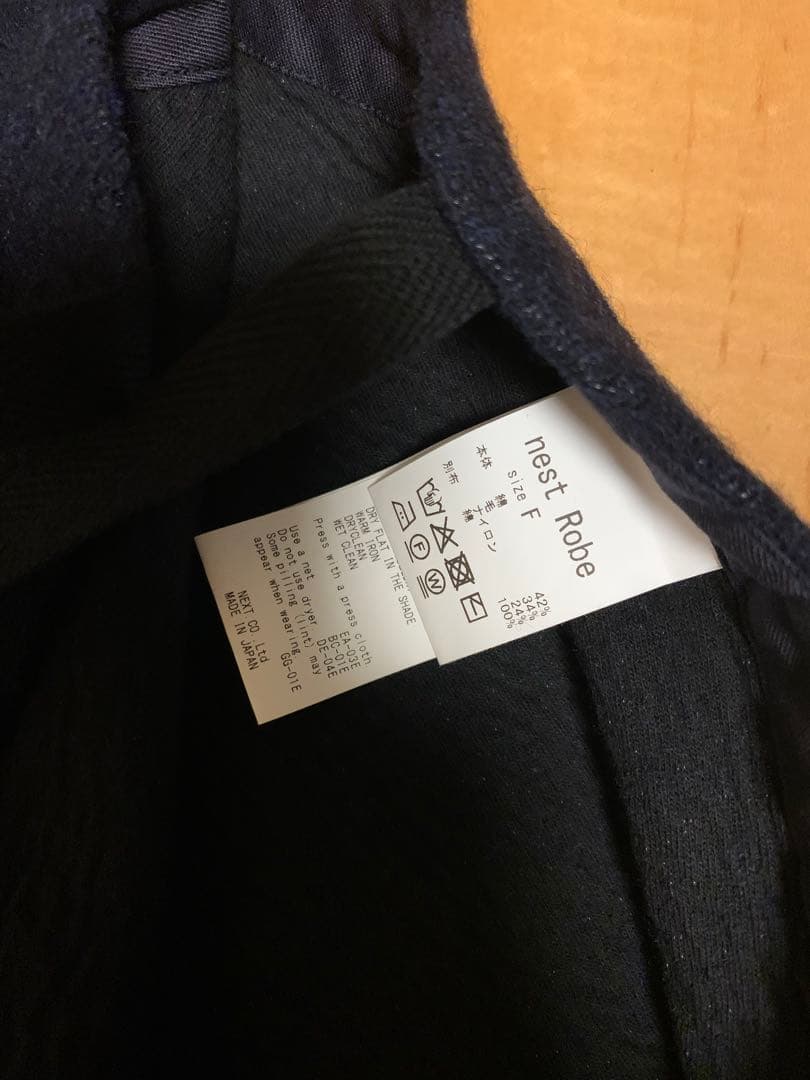 nest Robe
size F
本体 綿 42%
毛 34%
ナイロン 24%
別布 綿 100%
F
W
DRY FLAT IN THE SHADE
WARM IRON
DRYCLEAN
WET CLEAN
Press with a press cloth
EA-03E
BC-01E
DE-04E
Use a net
Do not use dryer
Some pilling (lint) may
appear when wearing
GG-01E
NEXT CO.,Ltd
MADE IN JAPAN